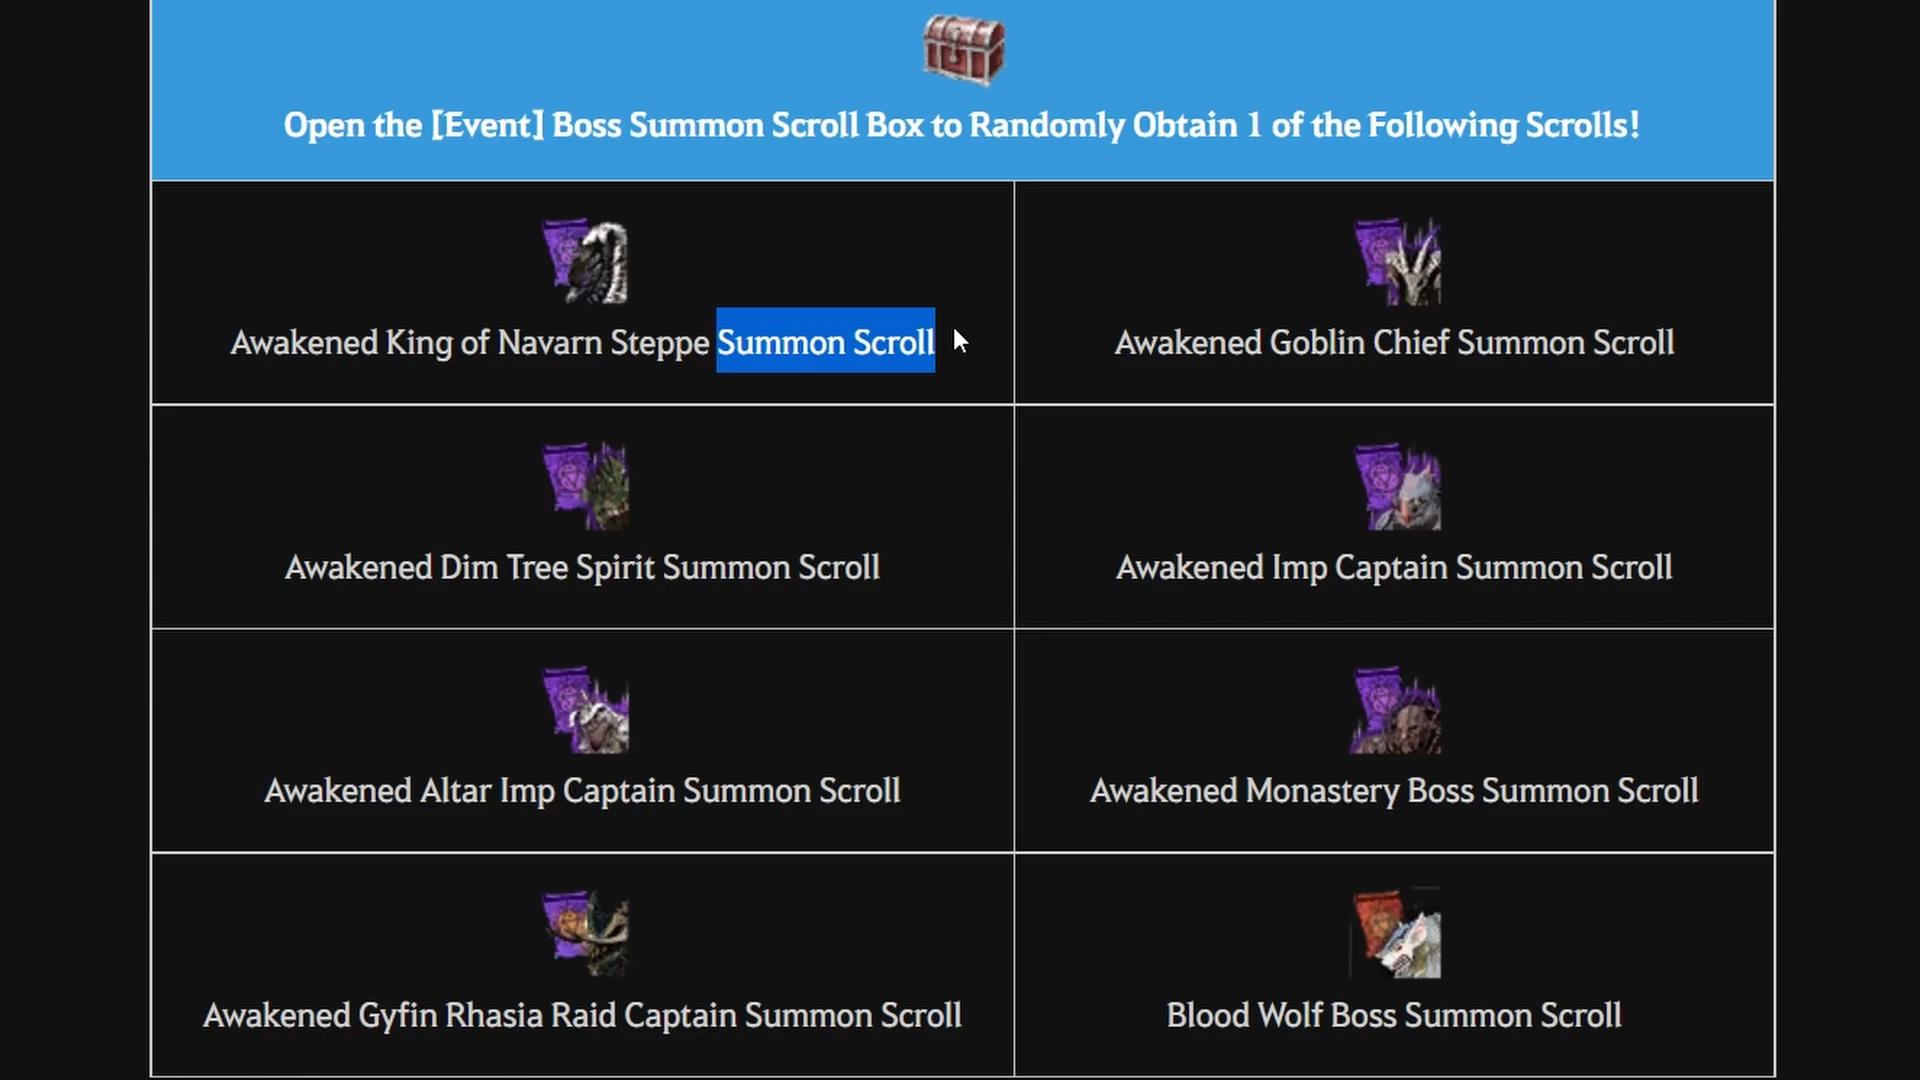 Open the [Event] Boss Summon Scroll Box to Randomly Obtain 1 of the Following Scrolls!
Awakened King of Navarn Steppe Summon Scroll
Awakened Goblin Chief Summon Scroll
Awakened Dim Tree Spirit Summon Scroll
Awakened Imp Captain Summon Scroll
Awakened Altar Imp Captain Summon Scroll
Awakened Monastery Boss Summon Scroll
Awakened Gyfin Rhasia Raid Captain Summon Scroll
Blood Wolf Boss Summon Scroll